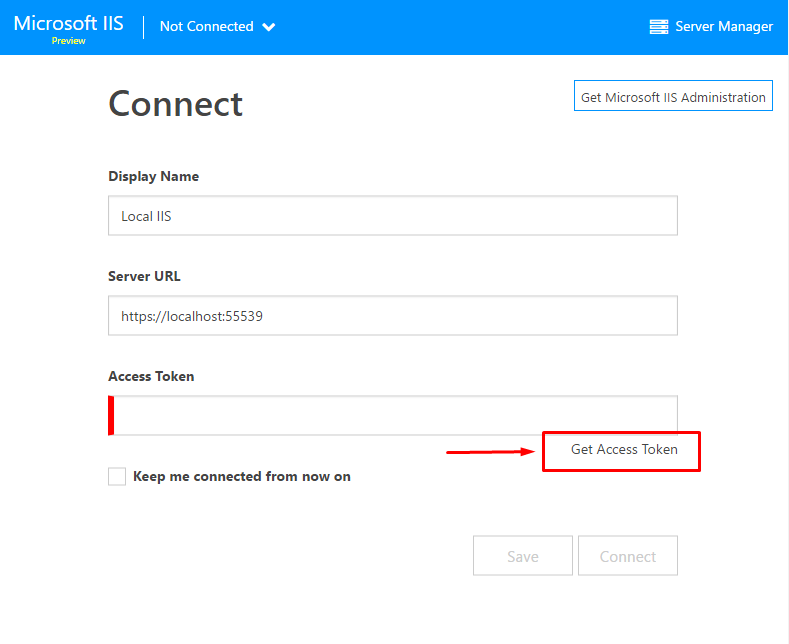 Microsoft IIS
Preview
Not Connected
Server Manager
Connect
Get Microsoft IIS Administration
Display Name
Local IIS
Server URL
https://localhost:55539
Access Token
Get Access Token
Keep me connected from now on
Save
Connect